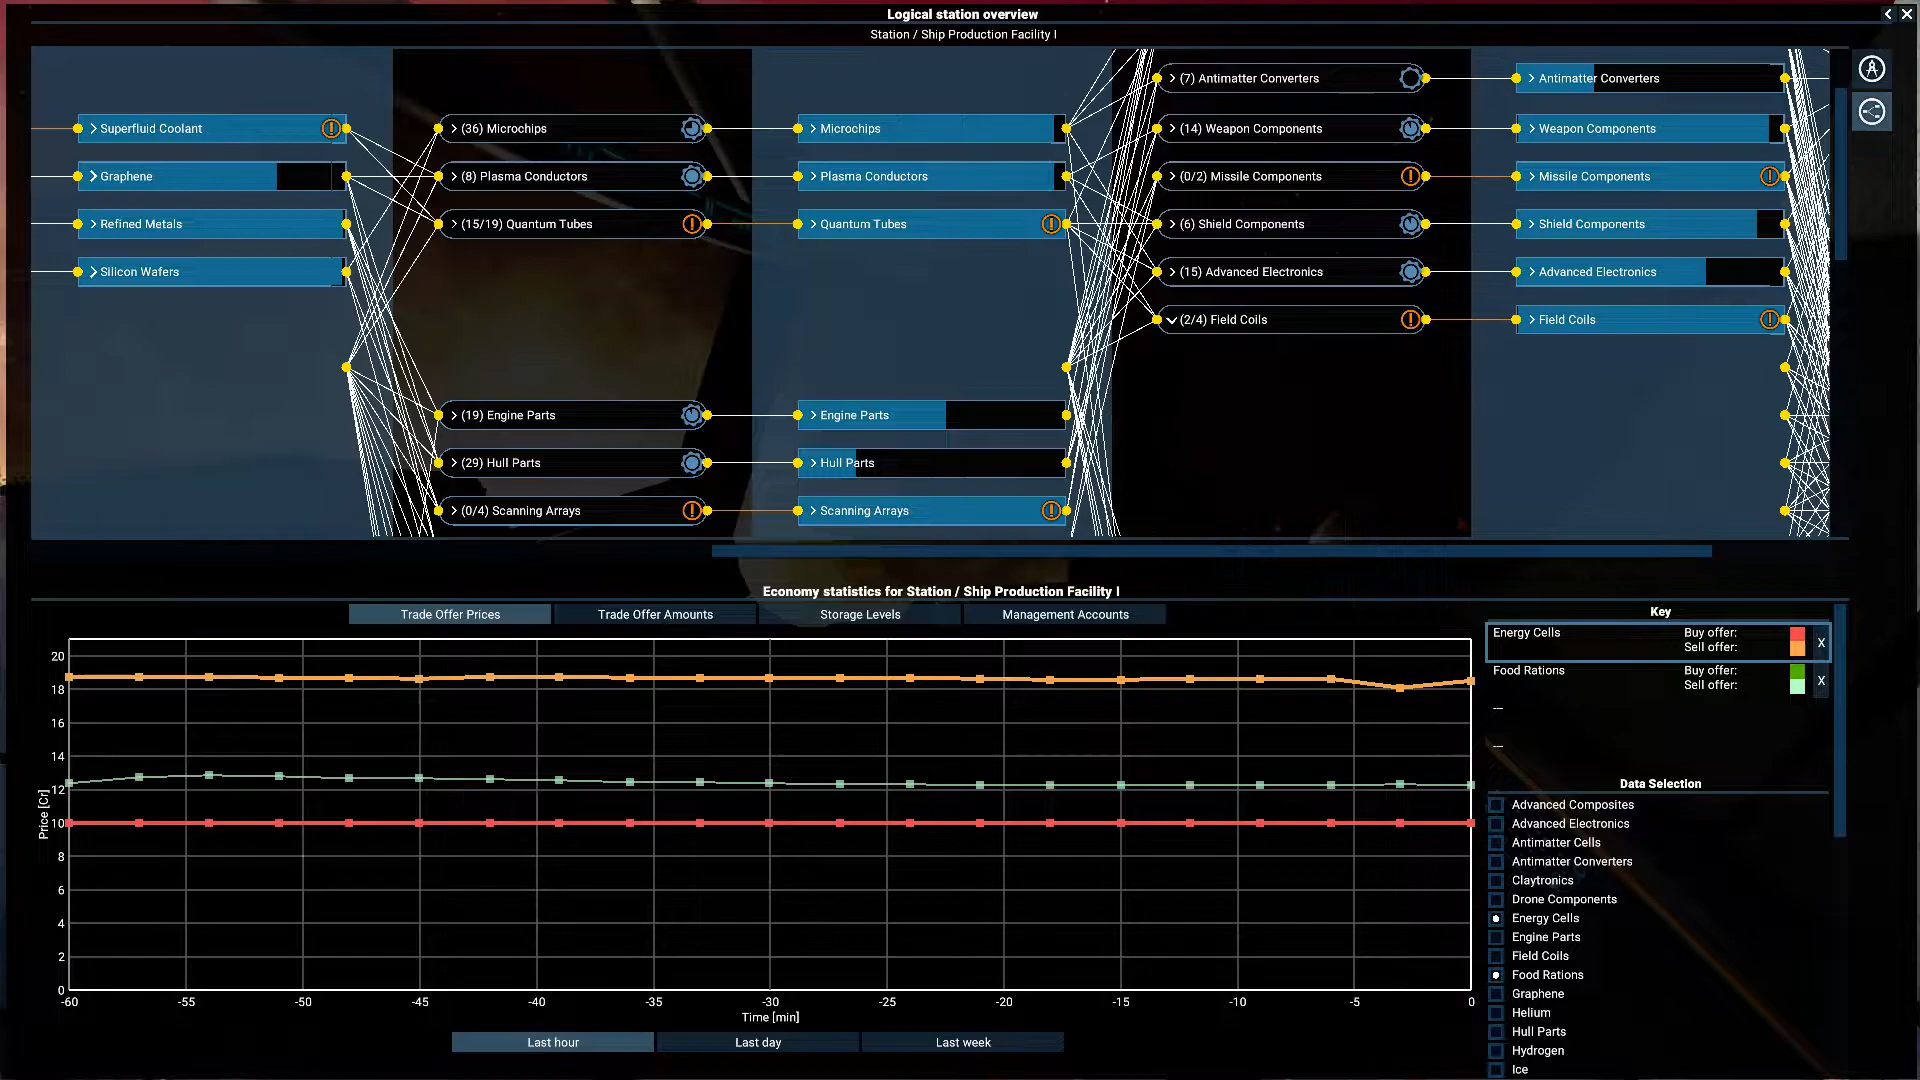 Logical station overview
Station / Ship Production Facility I
Superfluid Coolant
Graphene
Refined Metals
Silicon Wafers
(36) Microchips
(8) Plasma Conductors
(15/19) Quantum Tubes
(19) Engine Parts
(29) Hull Parts
(0/4) Scanning Arrays
Microchips
Plasma Conductors
Quantum Tubes
Engine Parts
Hull Parts
Scanning Arrays
(7) Antimatter Converters
(14) Weapon Components
(0/2) Missile Components
(6) Shield Components
(15) Advanced Electronics
(2/4) Field Coils
Antimatter Converters
Weapon Components
Missile Components
Shield Components
Advanced Electronics
Field Coils
Economy statistics for Station / Ship Production Facility I
Trade Offer Prices
Trade Offer Amounts
Storage Levels
Management Accounts
Price [Cr]
20
18
16
14
12
10
8
6
4
2
0
-60
-55
-50
-45
-40
-35
-30
-25
-20
-15
-10
-5
0
Time [min]
Last hour
Last day
Last week
Key
Energy Cells Buy offer: X
Sell offer:
Food Rations Buy offer: X
Sell offer:
---
---
Data Selection
Advanced Composites
Advanced Electronics
Antimatter Cells
Antimatter Converters
Claytronics
Drone Components
Energy Cells
Engine Parts
Field Coils
Food Rations
Graphene
Helium
Hull Parts
Hydrogen
Ice